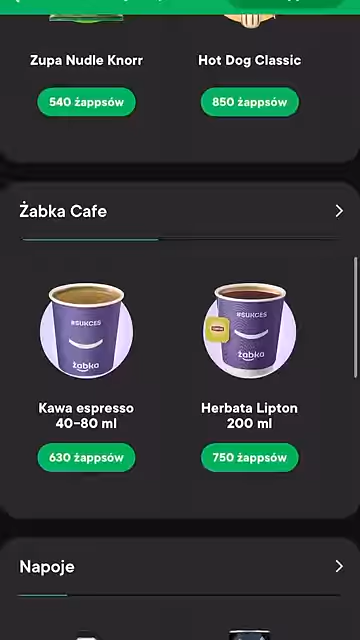 Zupa Nudle Knorr
Hot Dog Classic
540 żappsów
850 żappsów
Żabka Cafe
#SUKCES
żabka
#SUKCES
żabka
Kawa espresso
40–80 ml
Herbata Lipton
200 ml
630 żappsów
750 żappsów
Napoje